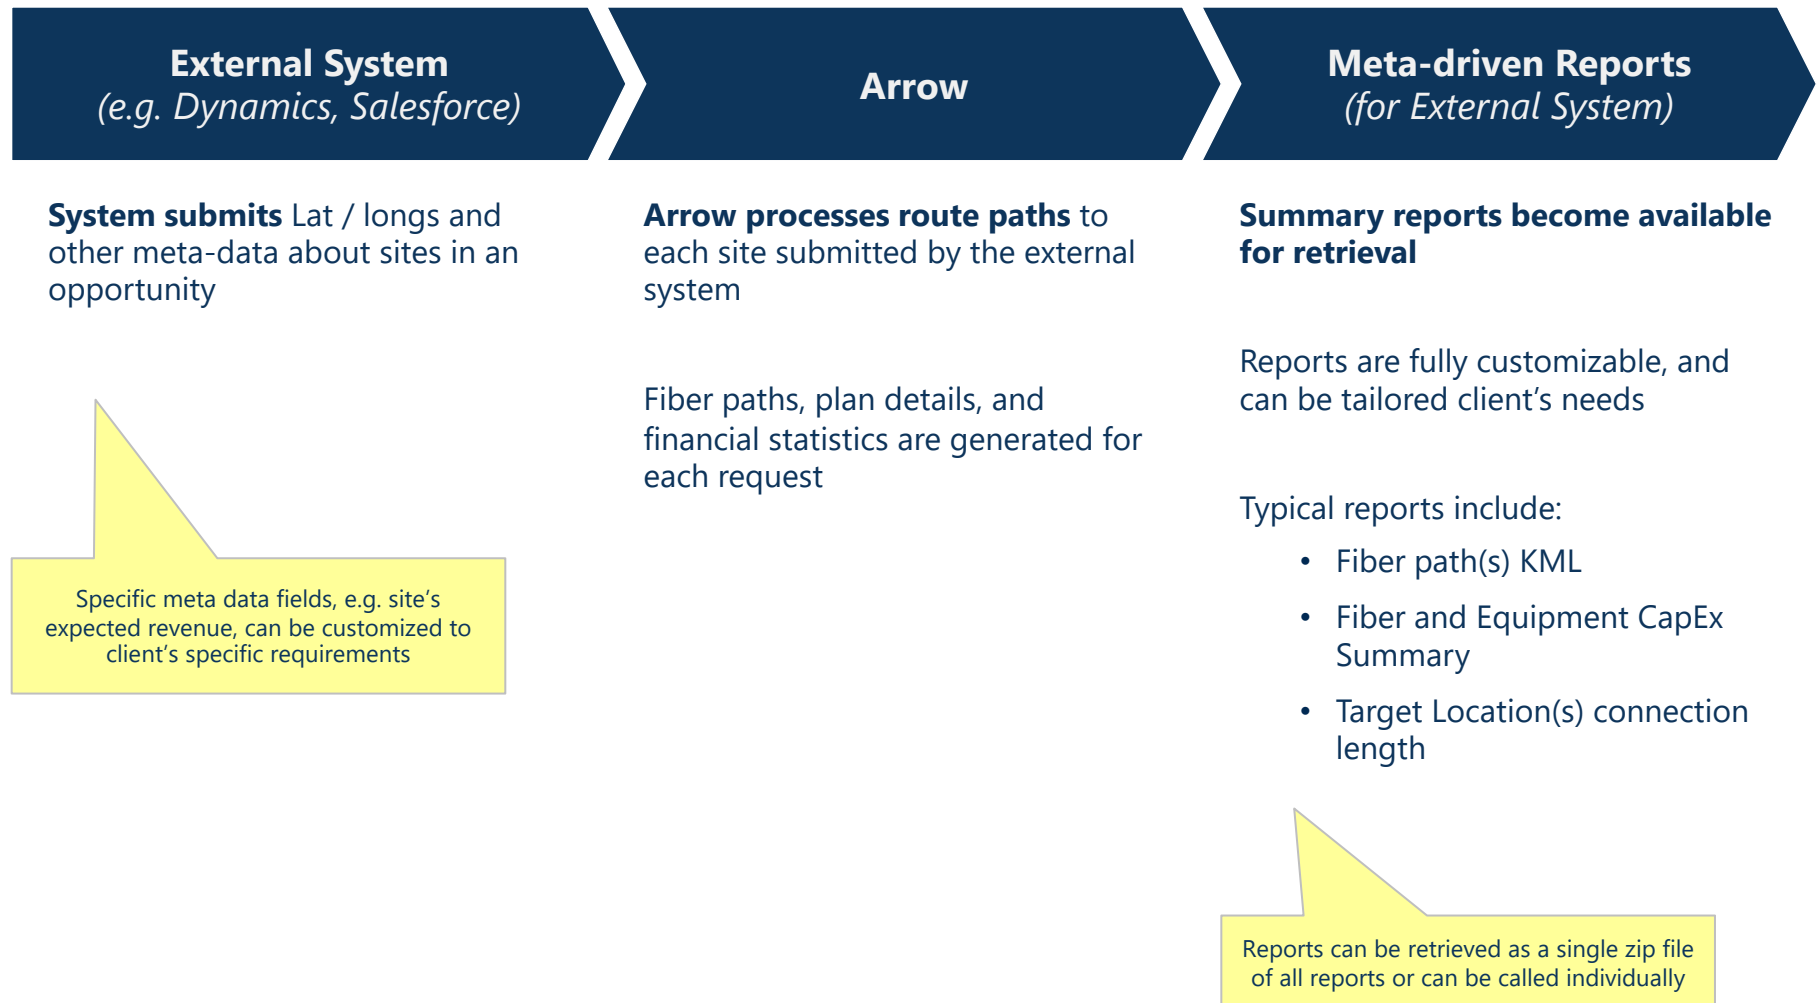 External System
(e.g. Dynamics, Salesforce)
Arrow
Meta-driven Reports
(for External System)
System submits Lat / longs and
other meta-data about sites in an
opportunity
Specific meta data fields, e.g. site's
expected revenue, can be customized to
client's specific requirements
Arrow processes route paths to
each site submitted by the external
system
Fiber paths, plan details, and
financial statistics are generated for
each request
Summary reports become available
for retrieval
Reports are fully customizable, and
can be tailored client's needs
Typical reports include:
• Fiber path(s) KML
• Fiber and Equipment CapEx
Summary
• Target Location(s) connection
length
Reports can be retrieved as a single zip file
of all reports or can be called individually